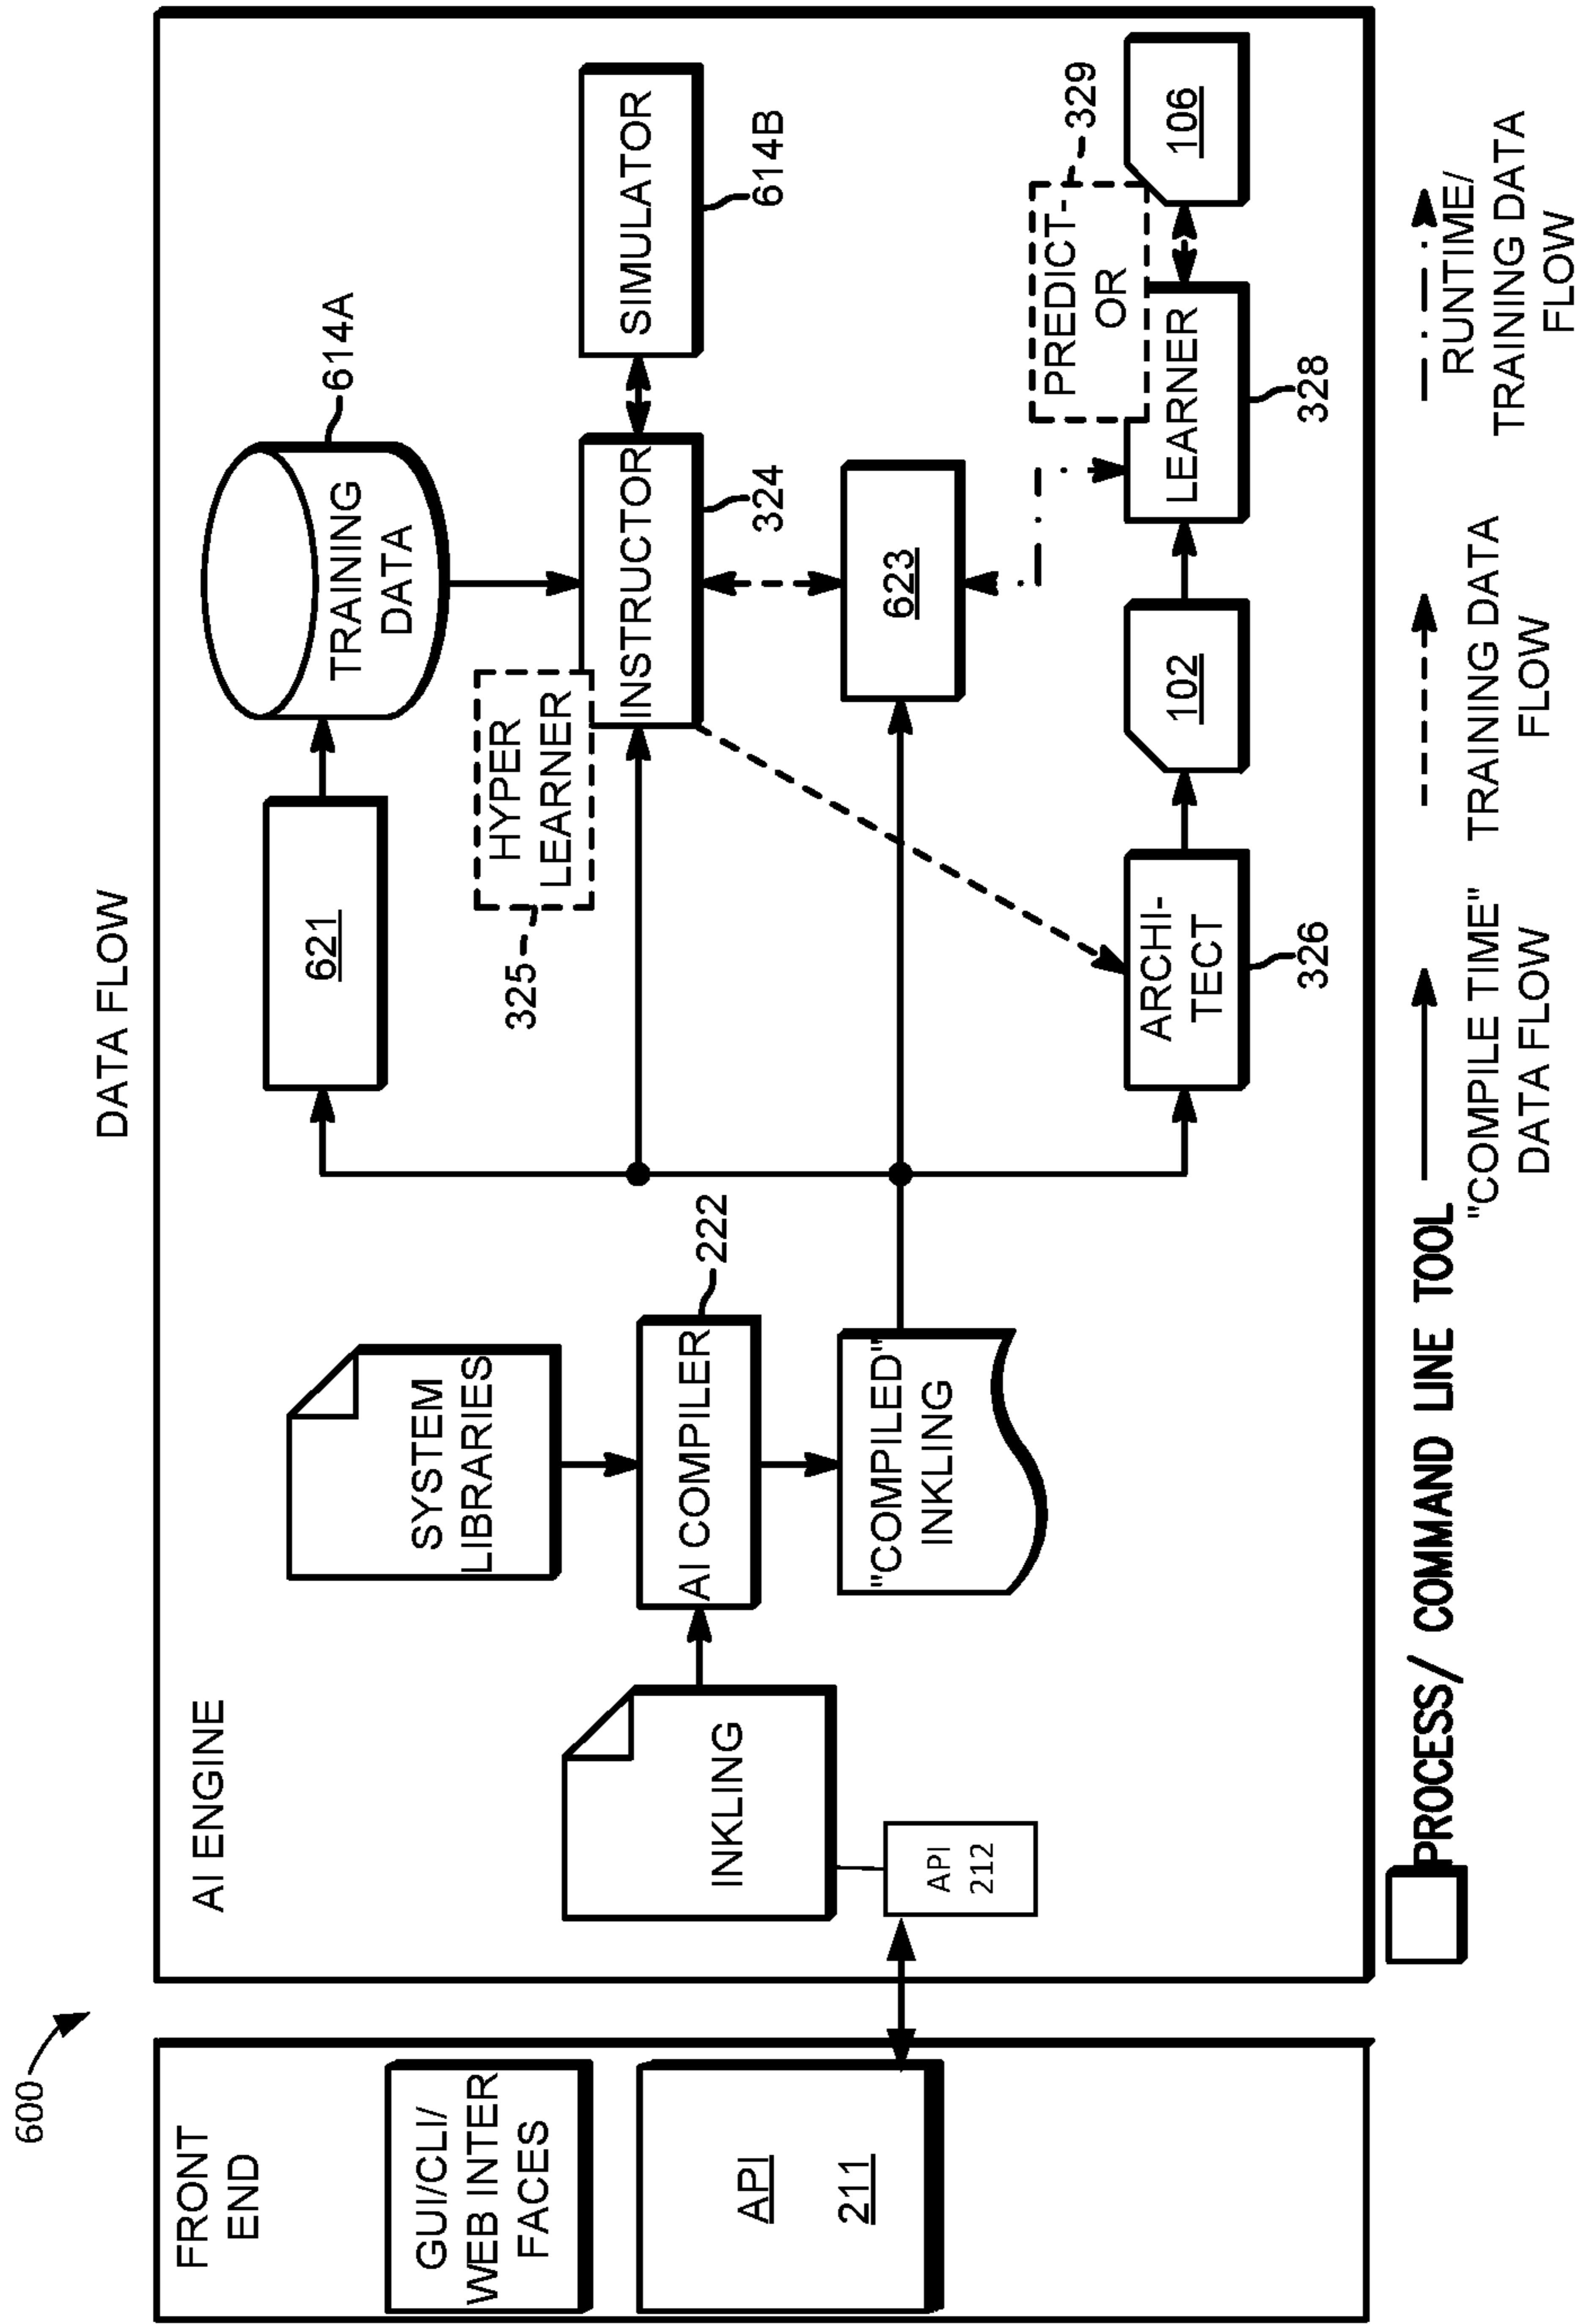 600
DATA FLOW
FRONT
END
GUI/CLI/
WEB INTER
FACES
API
211
AI ENGINE
INKLING
API
212
SYSTEM
LIBRARIES
AI COMPILER
222
"COMPILED"
INKLING
621
TRAINING
DATA
614A
HYPER
LEARNER
325
INSTRUCTOR
324
SIMULATOR
614B
623
ARCHI-
TECT
326
102
PREDICT-
OR
329
LEARNER
328
106
PROCESS/ COMMAND LINE TOOL
"COMPILE TIME"
DATA FLOW
TRAINING DATA
FLOW
RUNTIME/
TRAINING DATA
FLOW